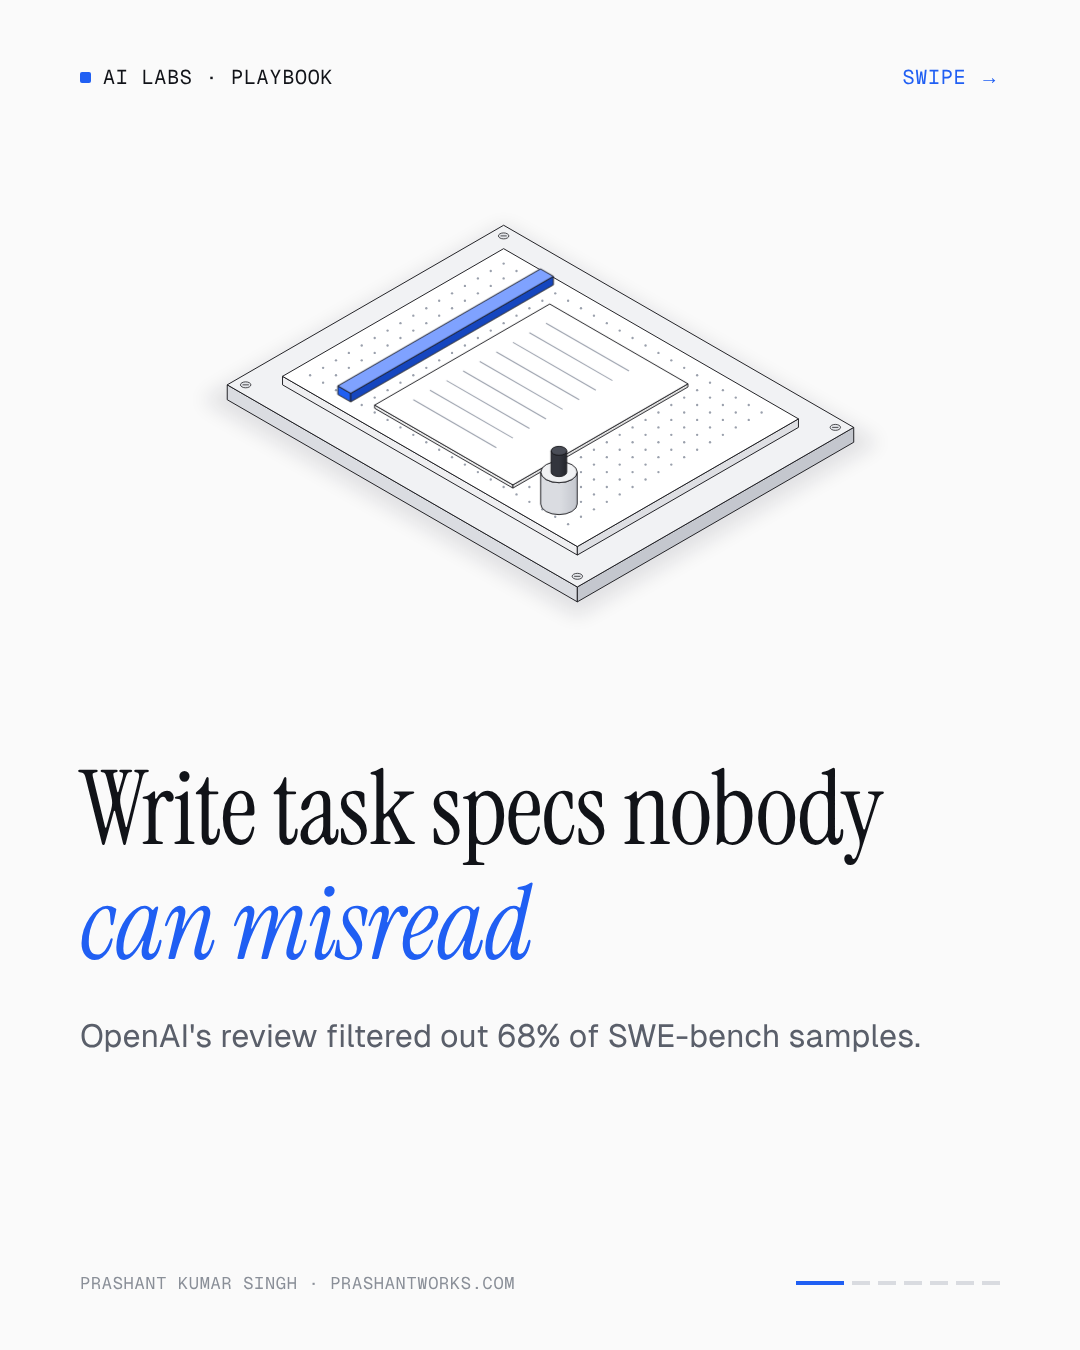 AI LABS · PLAYBOOK
SWIPE →
Write task specs nobody
can misread
OpenAI's review filtered out 68% of SWE-bench samples.
PRASHANT KUMAR SINGH · PRASHANTWORKS.COM